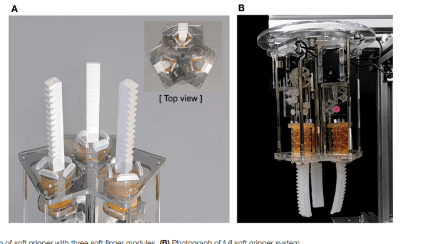 A
B
[ Top view ]
of soft gripper with three soft finger modules. (B) Photograph of full soft gripper system.